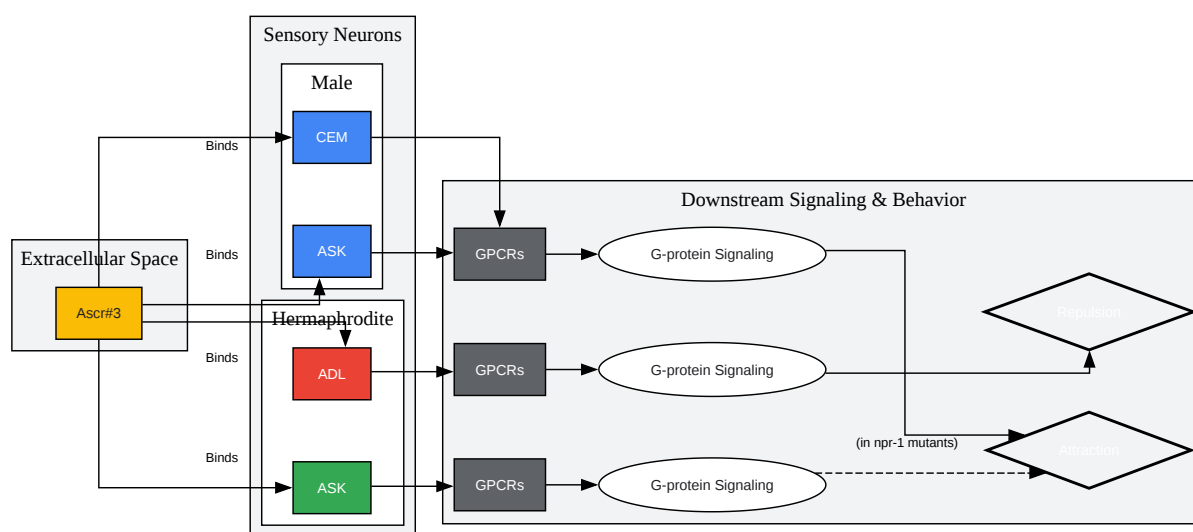 Sensory Neurons
Male
CEM
Binds
Downstream Signaling & Behavior
Extracellular Space
Ascr#3
Binds
ASK
GPCRs
G-protein Signaling
Hermaphrodite
Repulsion
Binds
ADL
GPCRs
G-protein Signaling
(in npr-1 mutants)
Attraction
Binds
ASK
GPCRs
G-protein Signaling